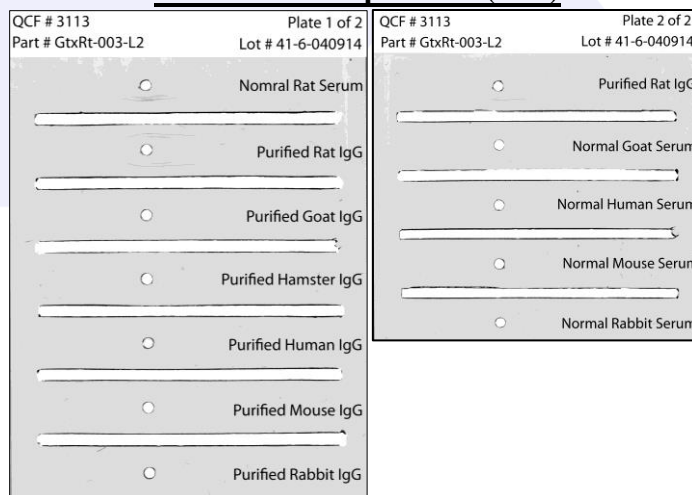 QCF # 3113 Plate 1 of 2
Part # GtxRt-003-L2 Lot # 41-6-040914
Nomral Rat Serum
Purified Rat IgG
Purified Goat IgG
Purified Hamster IgG
Purified Human IgG
Purified Mouse IgG
Purified Rabbit IgG
QCF # 3113 Plate 2 of 2
Part # GtxRt-003-L2 Lot # 41-6-040914
Purified Rat IgG
Normal Goat Serum
Normal Human Serum
Normal Mouse Serum
Normal Rabbit Serum